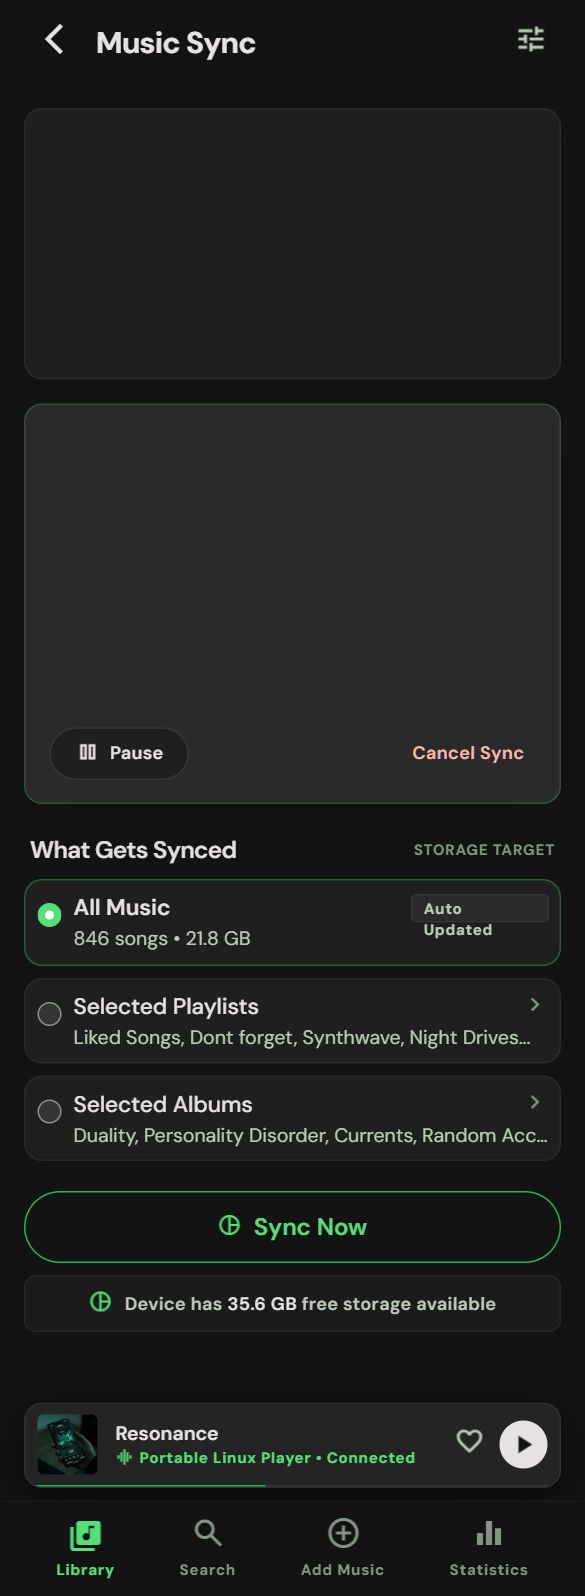 Music Sync
Pause
Cancel Sync
What Gets Synced
STORAGE TARGET
All Music
Auto
Updated
846 songs • 21.8 GB
Selected Playlists
Liked Songs, Dont forget, Synthwave, Night Drives...
Selected Albums
Duality, Personality Disorder, Currents, Random Acc...
Sync Now
Device has 35.6 GB free storage available
Resonance
Portable Linux Player • Connected
Library
Search
Add Music
Statistics